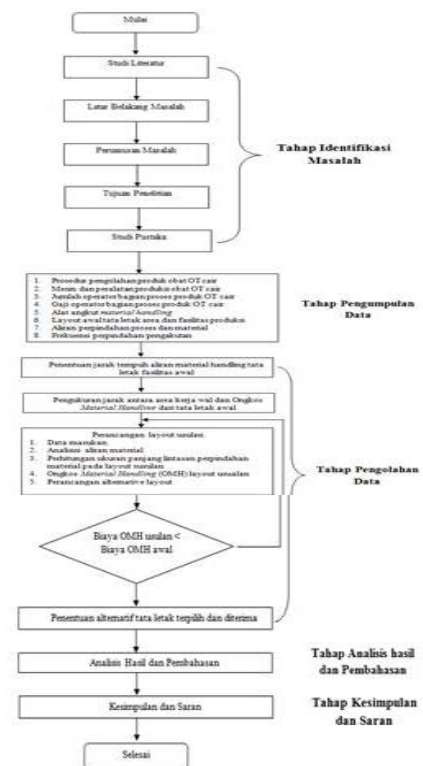 Mulai
Studi Literatur
Latar Belakang Masalah
Perumusan Masalah
Tujuan Penelitian
Studi Pustaka
Tahap Identifikasi
Masalah
1. Prosedur pengolahan produk obat OT cair
2. Mesin dan peralatan produksi obat OT cair
3. Jumlah operator bagian proses produk OT cair
4. Gaji operator bagian proses produk OT cair
5. Alat angkut material handling
6. Layout awal tata letak area dan fasilitas produksi
7. Aliran perpindahan proses dan material
8. Frekuensi perpindahan pengakutan
Tahap Pengumpulan
Data
Penentuan jarak tempuh aliran material handling tata
letak fasilitas awal
Pengukuran jarak antara area kerja wal dan Ongkos
Material Handling dan tata letak awal
Perancangan layout usulan
1. Data masukan
2. Analisis aliran material
3. Perhitungan ukuran panjang lintasan perpindahan
material pada layout usulan
4. Ongkos Material Handling (OMH) layout usualan
5. Perancangan alternative layout
Tahap Pengolahan
Data
Biaya OMH usulan <
Biaya OMH awal
Penentuan alternatif tata letak terpilih dan diterima
Analisis Hasil dan Pembahasan
Tahap Analisis hasil
dan Pembahasan
Kesimpulan dan Saran
Tahap Kesimpulan
dan Saran
Selesai